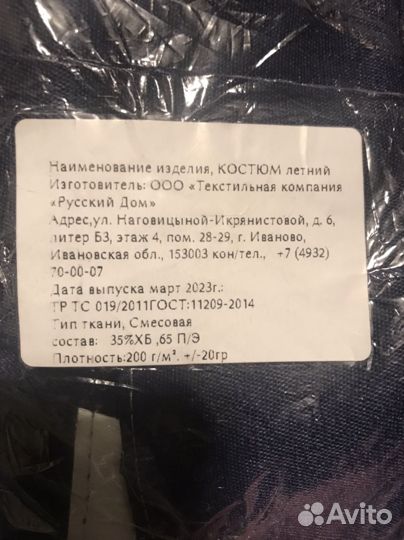 Наименование изделия, КОСТЮМ летний
Изготовитель: ООО «Текстильная компания
«Русский Дом»
Адрес,ул. Наговицыной-Икрянистовой, д. 6,
литер Б3, этаж 4, пом. 28-29, г. Иваново,
Ивановская обл., 153003 кон/тел., +7 (4932)
70-00-07
Дата выпуска март 2023г.:
ТР ТС 019/2011ГОСТ:11209-2014
Тип ткани, Смесовая
состав: 35%ХБ ,65 П/Э
Плотность:200 г/м². +/-20гр
Avito